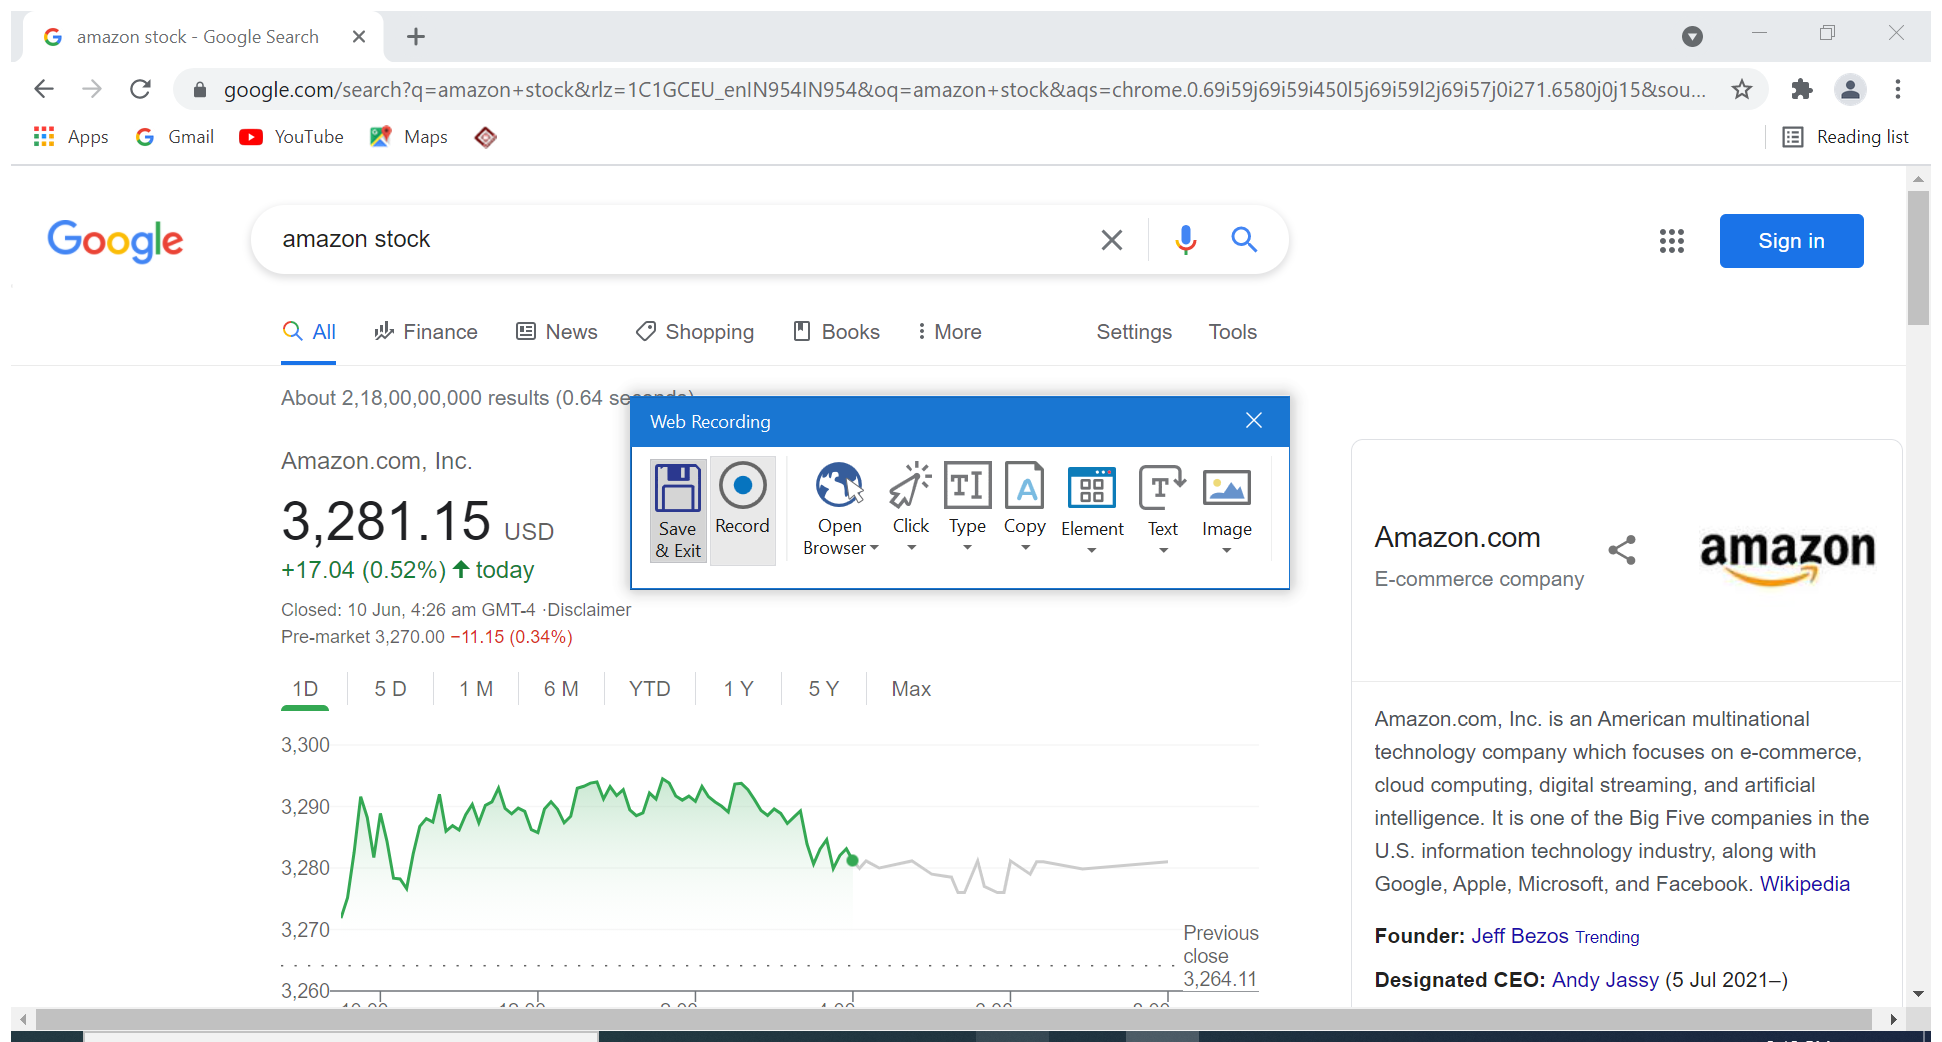 amazon stock - Google Search
google.com/search?q=amazon+stock&rlz=1C1GCEU_enIN954IN954&oq=amazon+stock&aqs=chrome.0.69i59j69i59i450l5j69i59l2j69i57j0i271.6580j0j15&sou...
Apps Gmail YouTube Maps Reading list
Google amazon stock Sign in
All Finance News Shopping Books More Settings Tools
About 2,18,00,00,000 results (0.64 seconds)
Web Recording
Save & Exit
Record
Open Browser
Click
Type
Copy
Element
Text
Image
Amazon.com, Inc.
3,281.15 USD
+17.04 (0.52%) today
Closed: 10 Jun, 4:26 am GMT-4 ·Disclaimer
Pre-market 3,270.00 −11.15 (0.34%)
1D 5 D 1 M 6 M YTD 1 Y 5 Y Max
3,300
3,290
3,280
3,270
3,260
Previous
close
3,264.11
Amazon.com
E-commerce company
amazon
Amazon.com, Inc. is an American multinational
technology company which focuses on e-commerce,
cloud computing, digital streaming, and artificial
intelligence. It is one of the Big Five companies in the
U.S. information technology industry, along with
Google, Apple, Microsoft, and Facebook. Wikipedia
Founder: Jeff Bezos Trending
Designated CEO: Andy Jassy (5 Jul 2021–)